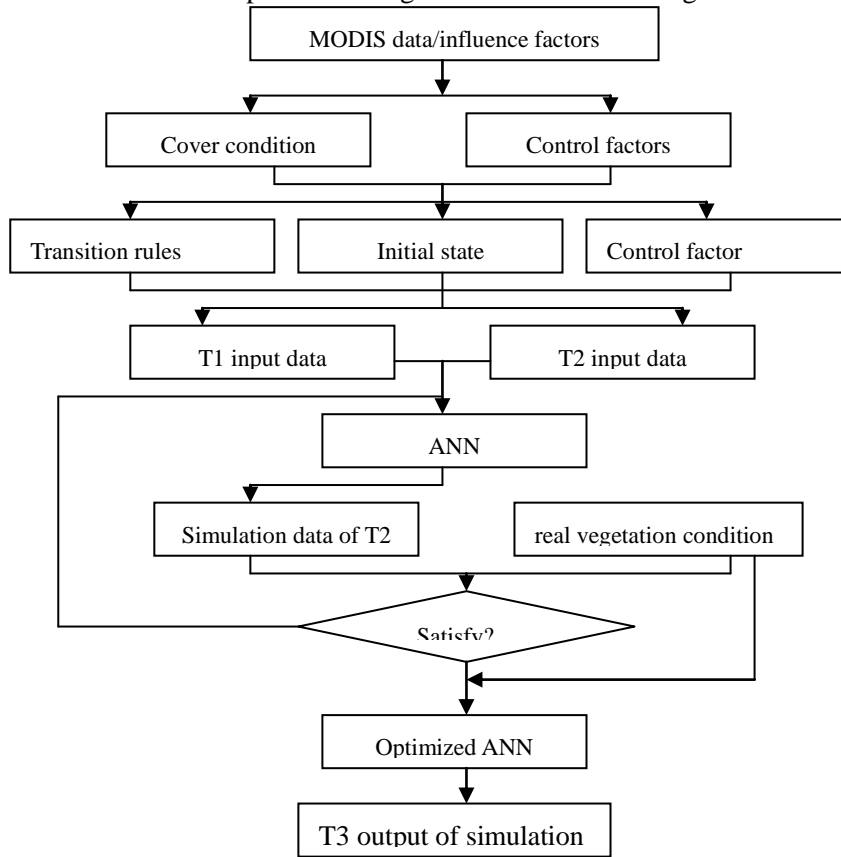 MODIS data/influence factors
Cover condition
Control factors
Transition rules
Initial state
Control factor
T1 input data
T2 input data
ANN
Simulation data of T2
real vegetation condition
Satisfy?
Optimized ANN
T3 output of simulation